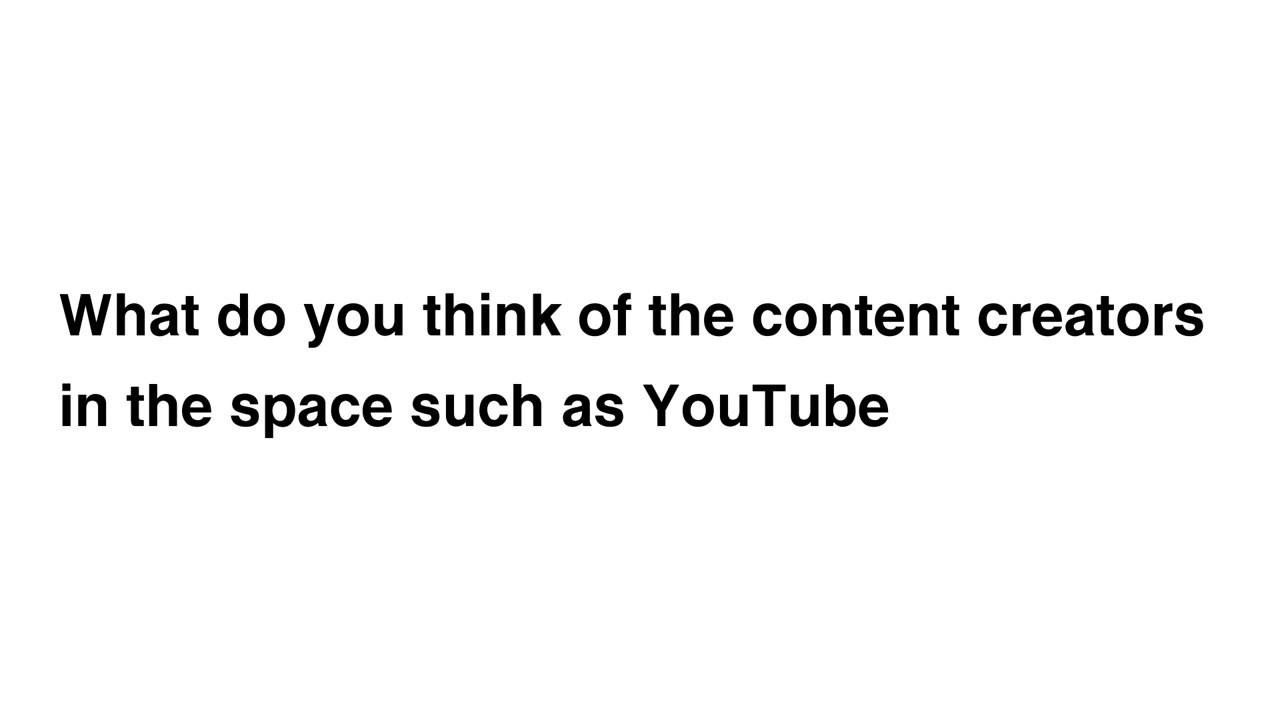 What do you think of the content creators
in the space such as YouTube